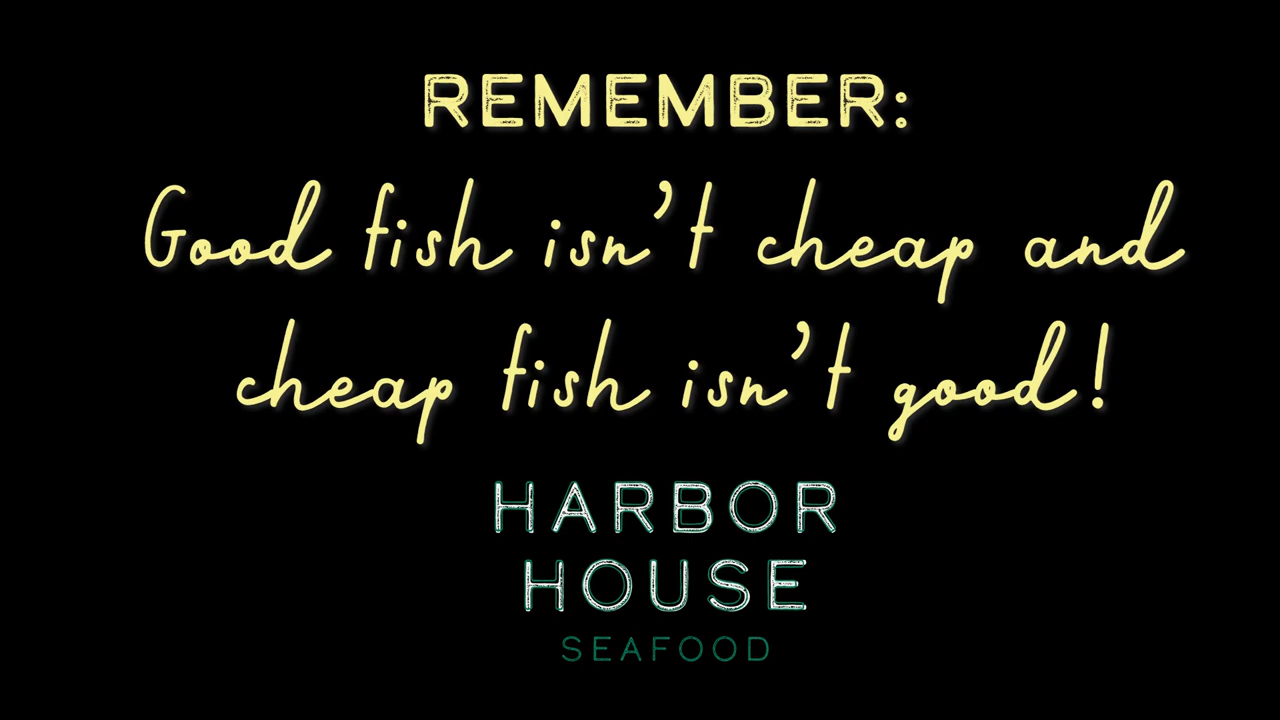 REMEMBER:
Good fish isn't cheap and
cheap fish isn't good!
HARBOR
HOUSE
SEAFOOD